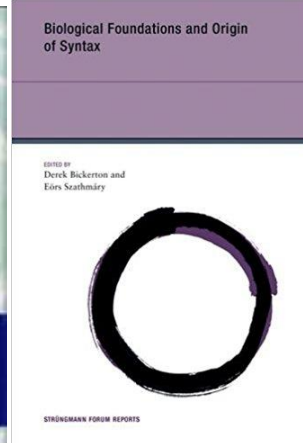 Biological Foundations and Origin
of Syntax
EDITED BY
Derek Bickerton and
Eörs Szathmáry
STRÜNGMANN FORUM REPORTS